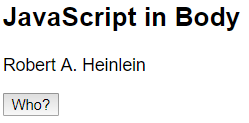 JavaScript in Body
Robert A. Heinlein
Who?